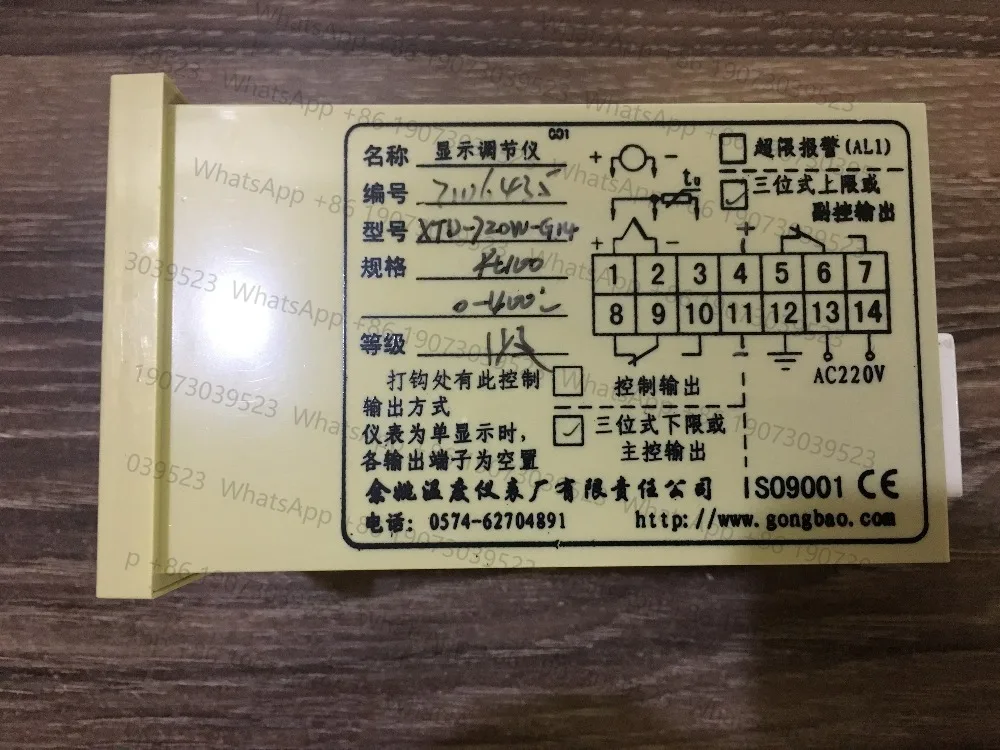 G01
名称 显示调节仪
编号
型号 XTD-720W-G14
规格 Pt100
0-400℃
等级
打钩处有此控制
输出方式
仪表为单显示时，
各输出端子为空置
+ -
t₀
+ -
超限报警(AL1)
三位式上限或
副控输出
+
1 2 3 4 5 6 7
8 9 10 11 12 13 14
-
AC220V
控制输出
三位式下限或
主控输出
余姚温度仪表厂有限责任公司 ISO9001 CE
电话: 0574-62704891 http://www.gongbao.com
WhatsApp +86 19073039523